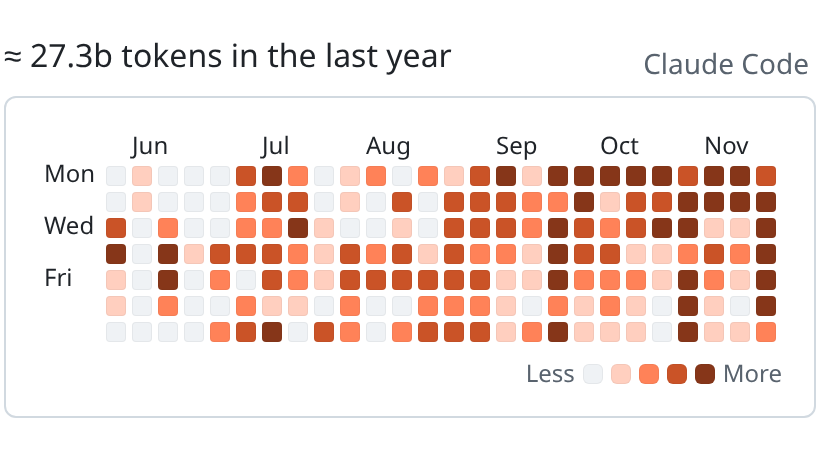 ≈ 27.3b tokens in the last year
Claude Code
Jun Jul Aug Sep Oct Nov
Mon
Wed
Fri
Less More